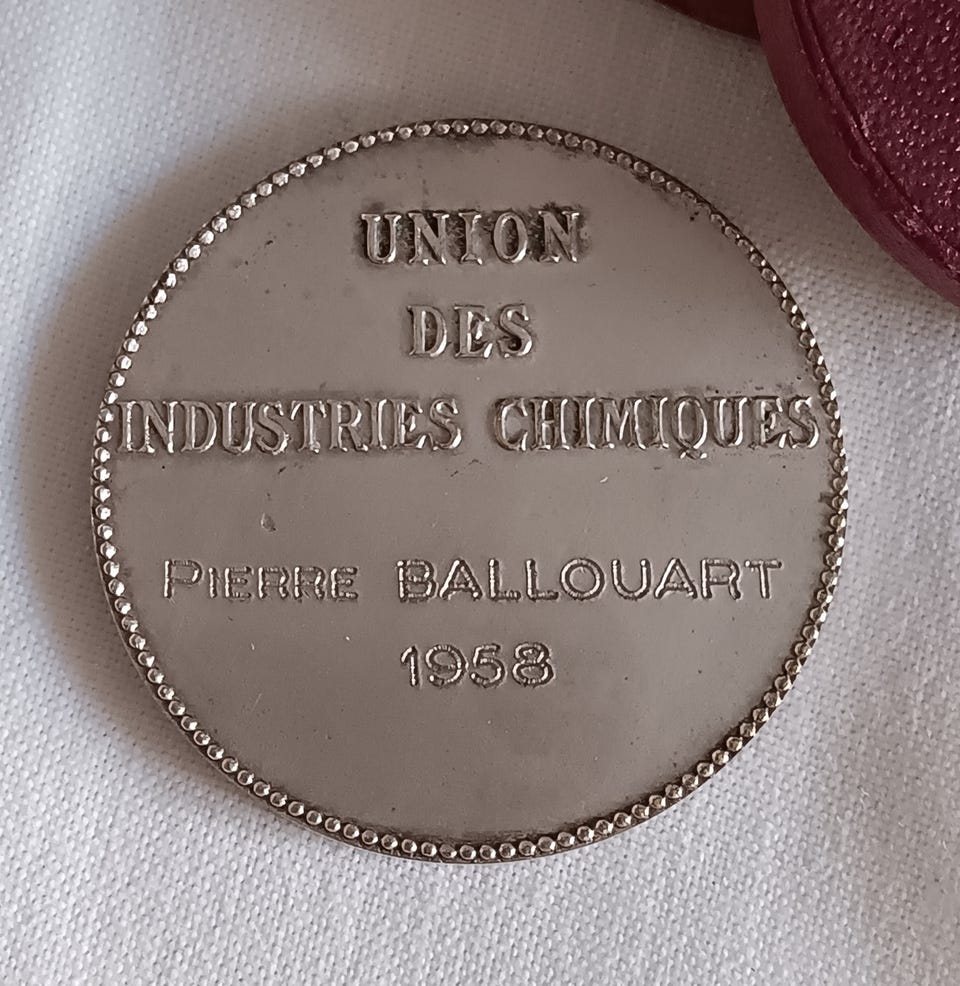 UNION
DES
INDUSTRIES CHIMIQUES
PIERRE BALLOUART
1958